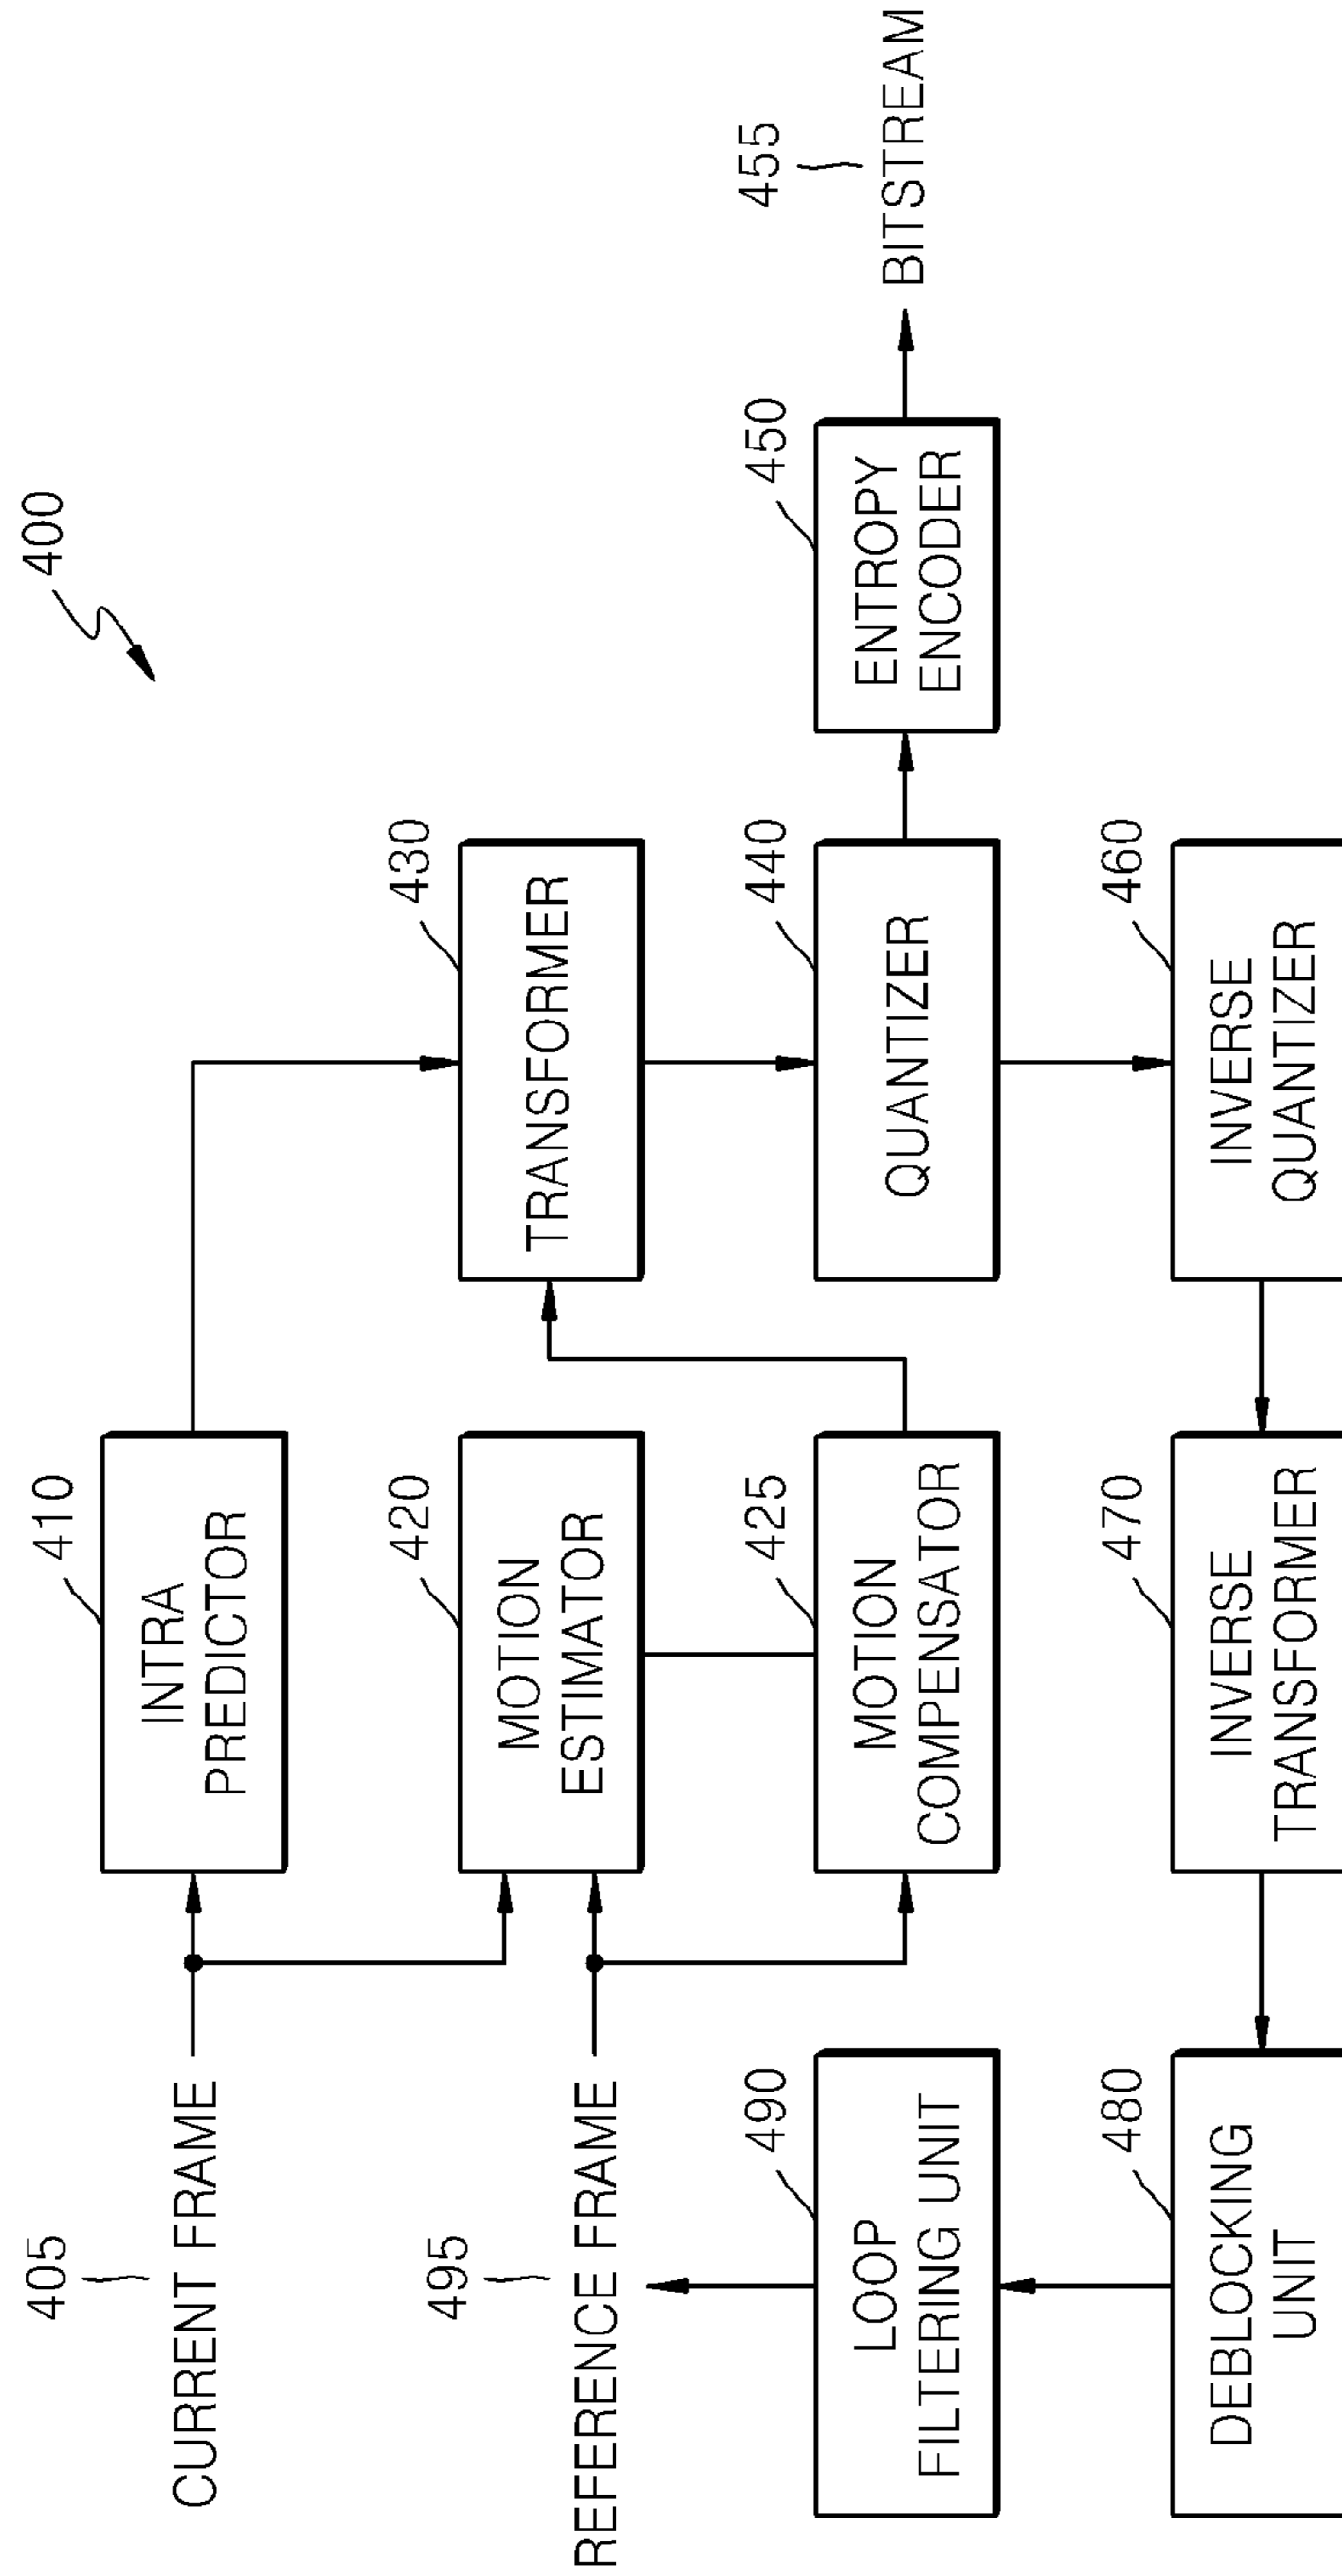 400
405
CURRENT FRAME
410
INTRA
PREDICTOR
495
REFERENCE FRAME
420
MOTION
ESTIMATOR
430
TRANSFORMER
490
LOOP
FILTERING UNIT
425
MOTION
COMPENSATOR
440
QUANTIZER
450
ENTROPY
ENCODER
455
BITSTREAM
480
DEBLOCKING
UNIT
470
INVERSE
TRANSFORMER
460
INVERSE
QUANTIZER